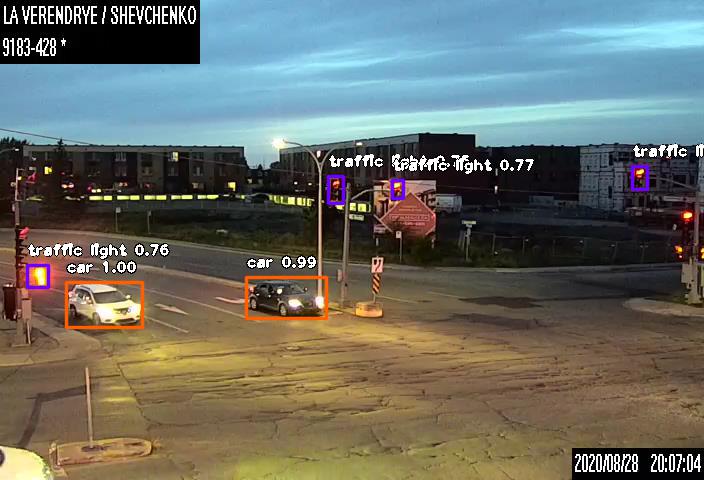 LA VERENDRYE / SHEVCHENKO
9183-428 *
traffic light 0.77
traffic light 0.76
car 1.00
car 0.99
2020/08/28 20:07:04